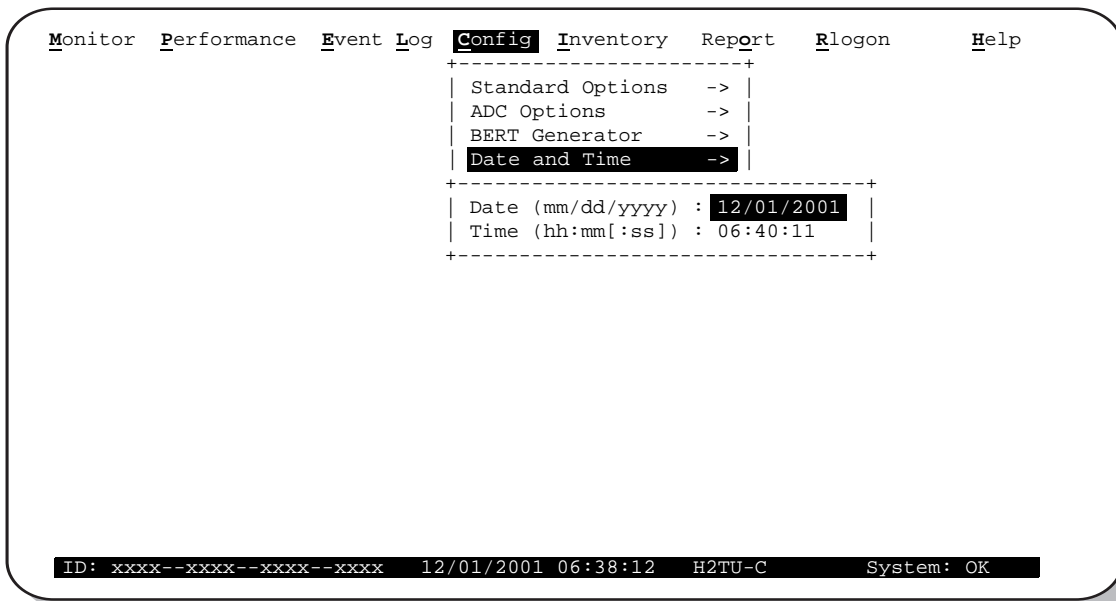 Monitor Performance Event Log Config Inventory Report Rlogon Help
Standard Options ->
ADC Options ->
BERT Generator ->
Date and Time ->
Date (mm/dd/yyyy) : 12/01/2001
Time (hh:mm[:ss]) : 06:40:11
ID: xxxx--xxxx--xxxx--xxxx 12/01/2001 06:38:12 H2TU-C System: OK